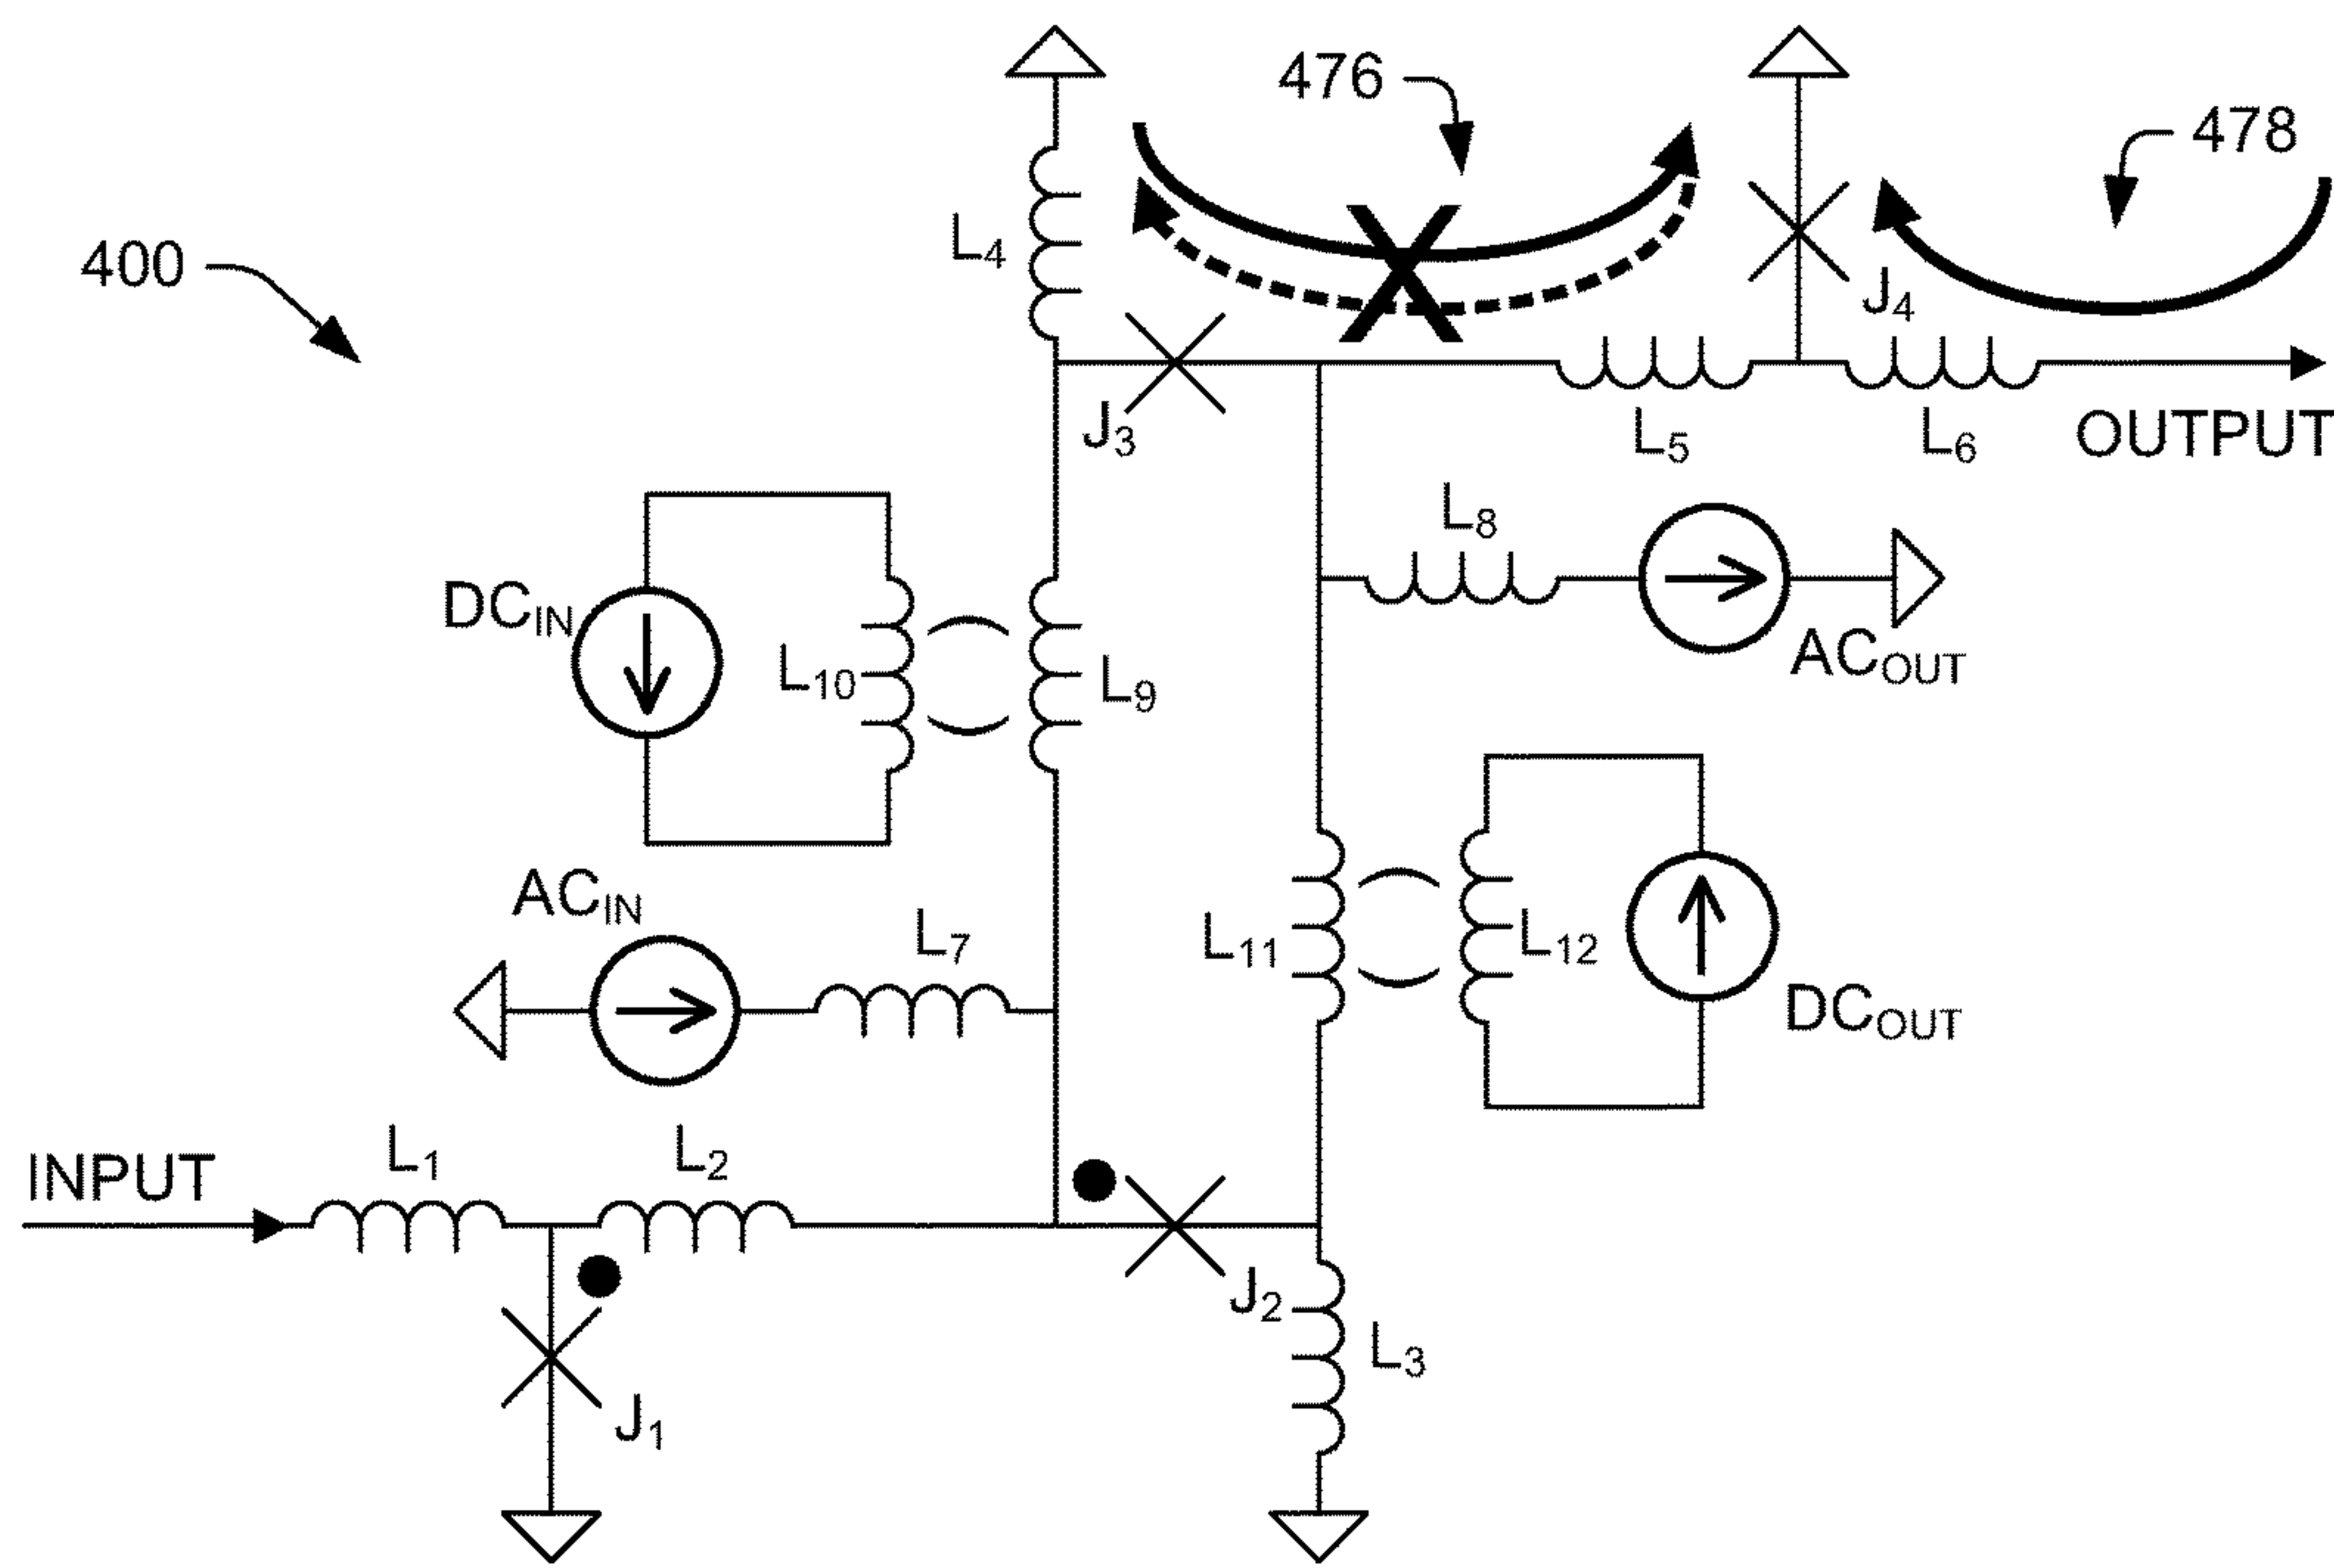 476
478
400
L4
J4
J3
L5
L6
OUTPUT
L8
DCIN
L10
L9
ACOUT
ACIN
L7
L11
L12
DCOUT
INPUT
L1
L2
J2
L3
J1